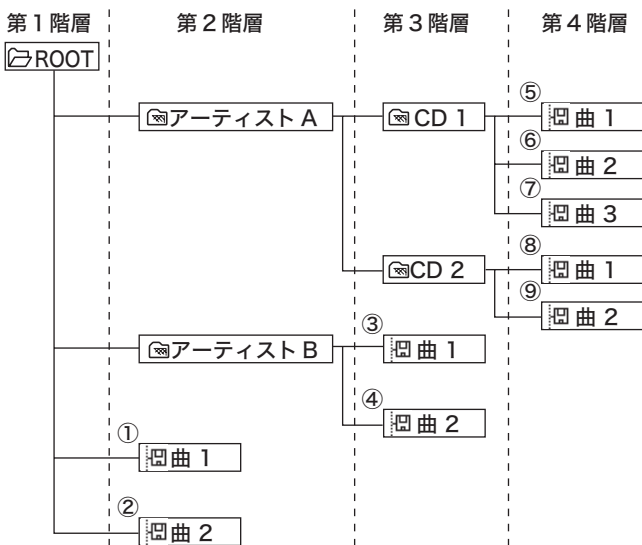 第1階層 第2階層 第3階層 第4階層
ROOT
⑤
アーティスト A CD 1 曲 1
⑥
曲 2
⑦
曲 3
⑧
CD 2 曲 1
⑨
曲 2
③
アーティスト B 曲 1
④
曲 2
①
曲 1
②
曲 2